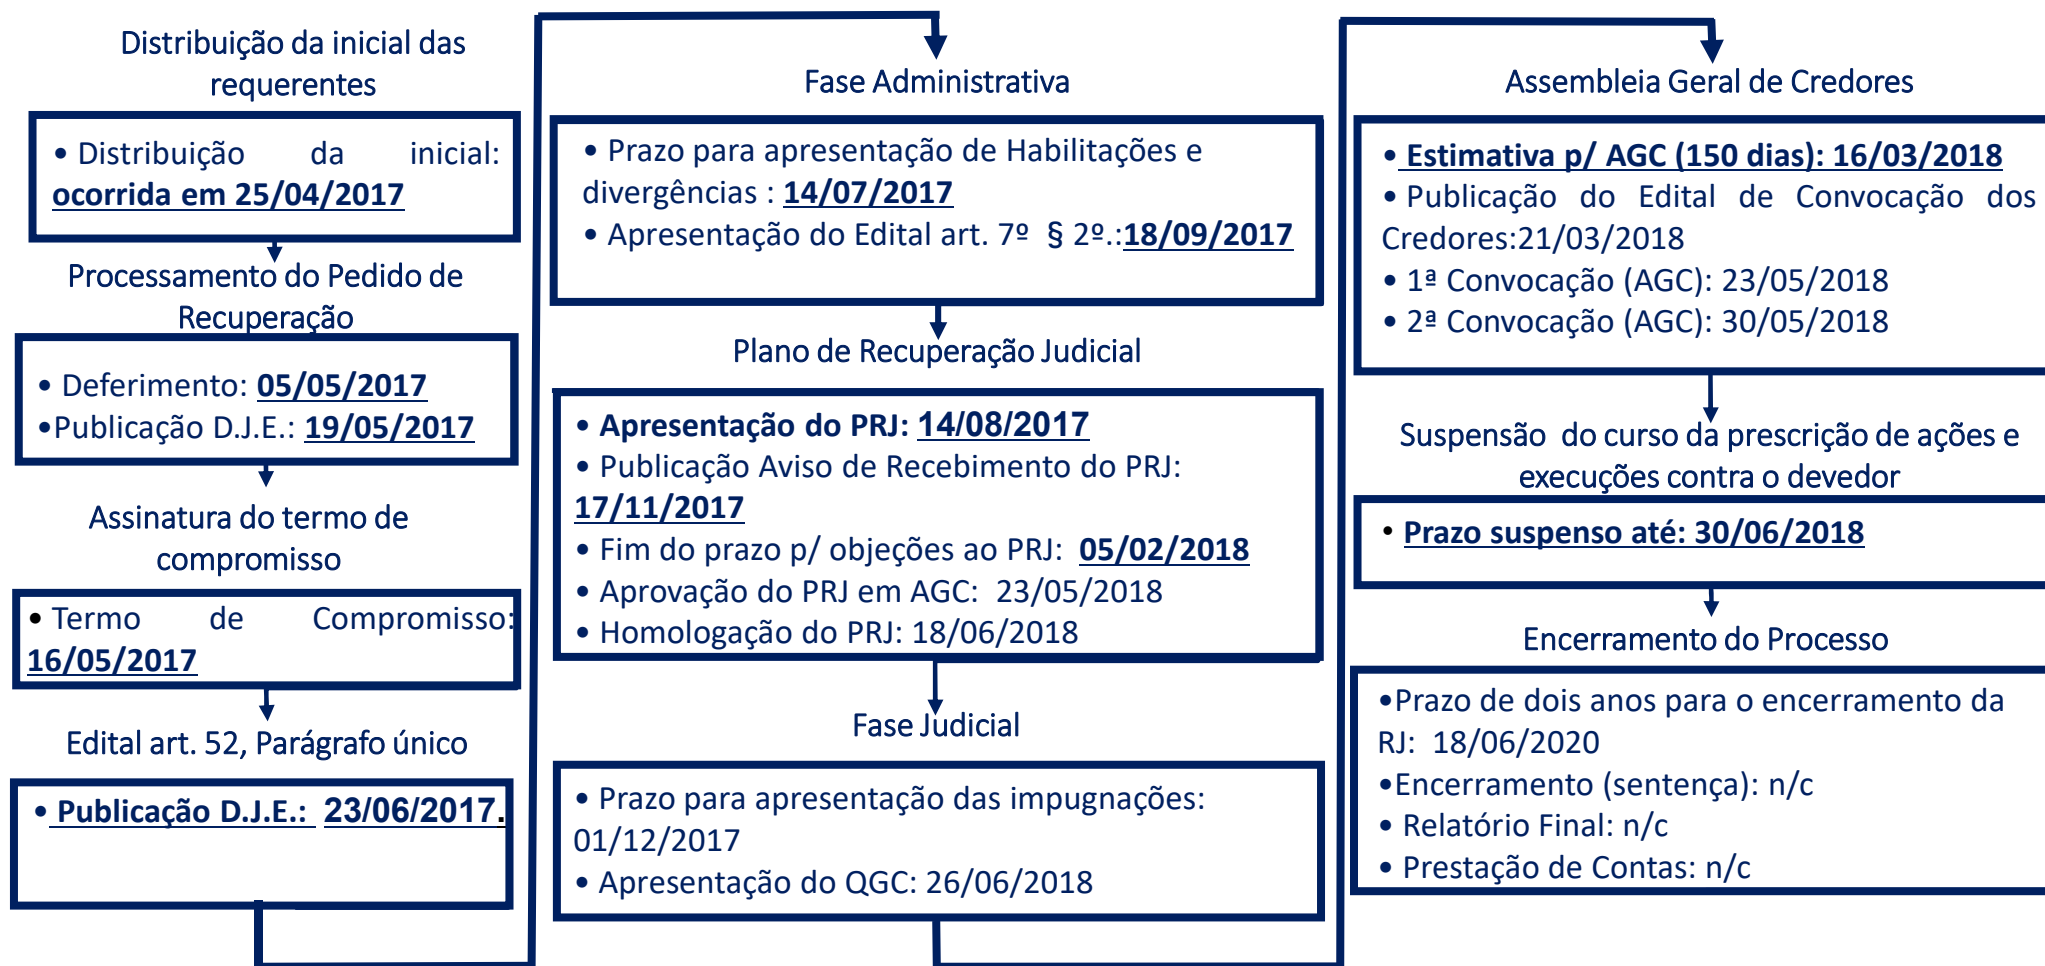 Distribuição da inicial das
requerentes
• Distribuição da inicial:
ocorrida em 25/04/2017
Processamento do Pedido de
Recuperação
• Deferimento: 05/05/2017
•Publicação D.J.E.: 19/05/2017
Assinatura do termo de
compromisso
• Termo de Compromisso:
16/05/2017
Edital art. 52, Parágrafo único
• Publicação D.J.E.: 23/06/2017.
Fase Administrativa
• Prazo para apresentação de Habilitações e
divergências : 14/07/2017
• Apresentação do Edital art. 7º § 2º.:18/09/2017
Plano de Recuperação Judicial
• Apresentação do PRJ: 14/08/2017
• Publicação Aviso de Recebimento do PRJ:
17/11/2017
• Fim do prazo p/ objeções ao PRJ: 05/02/2018
• Aprovação do PRJ em AGC: 23/05/2018
• Homologação do PRJ: 18/06/2018
Fase Judicial
• Prazo para apresentação das impugnações:
01/12/2017
• Apresentação do QGC: 26/06/2018
Assembleia Geral de Credores
• Estimativa p/ AGC (150 dias): 16/03/2018
• Publicação do Edital de Convocação dos
Credores:21/03/2018
• 1ª Convocação (AGC): 23/05/2018
• 2ª Convocação (AGC): 30/05/2018
Suspensão do curso da prescrição de ações e
execuções contra o devedor
• Prazo suspenso até: 30/06/2018
Encerramento do Processo
•Prazo de dois anos para o encerramento da
RJ: 18/06/2020
•Encerramento (sentença): n/c
• Relatório Final: n/c
• Prestação de Contas: n/c